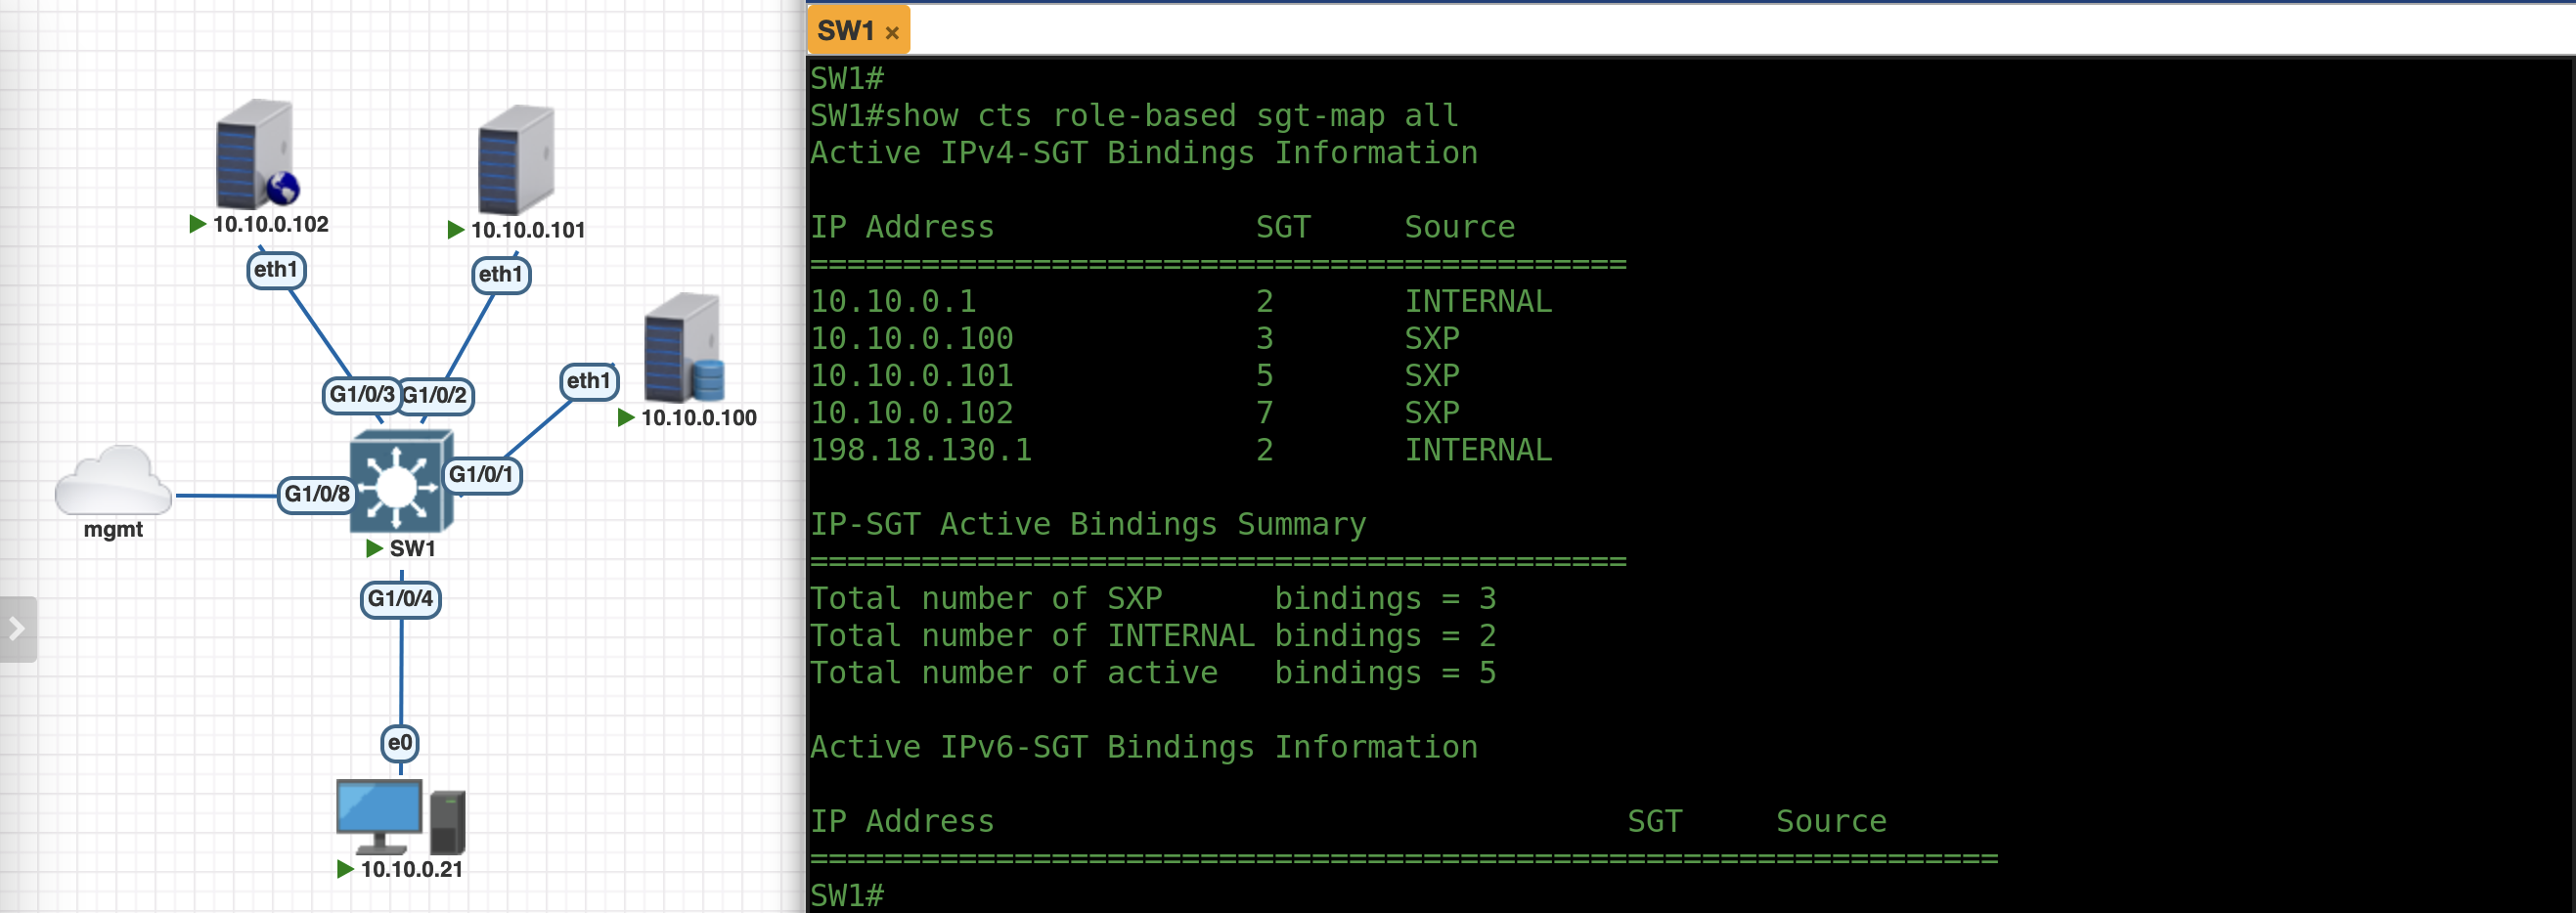 10.10.0.102
10.10.0.101
eth1
eth1
eth1
10.10.0.100
G1/0/3
G1/0/2
G1/0/1
G1/0/8
mgmt
SW1
G1/0/4
e0
10.10.0.21
SW1 ×
SW1#
SW1#show cts role-based sgt-map all
Active IPv4-SGT Bindings Information
IP Address SGT Source
============================================
10.10.0.1 2 INTERNAL
10.10.0.100 3 SXP
10.10.0.101 5 SXP
10.10.0.102 7 SXP
198.18.130.1 2 INTERNAL
IP-SGT Active Bindings Summary
============================================
Total number of SXP bindings = 3
Total number of INTERNAL bindings = 2
Total number of active bindings = 5
Active IPv6-SGT Bindings Information
IP Address SGT Source
================================================================
SW1#